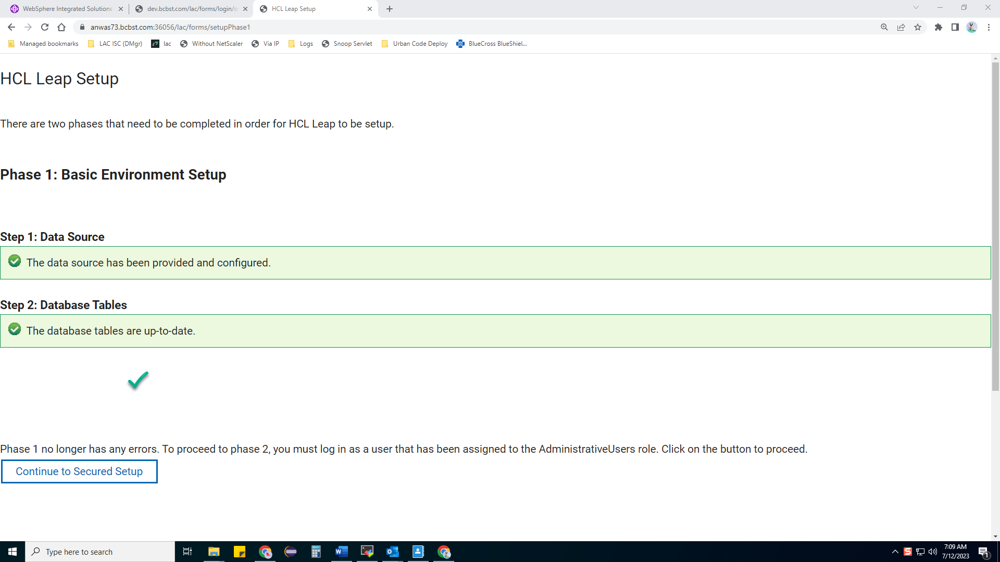 WebSphere Integrated Solutions
dev.bcbst.com/lac/forms/login/o
HCL Leap Setup
anwas73.bcbst.com:36056/lac/forms/setupPhase1
Managed bookmarks
LAC ISC (DMgr)
lac
Without NetScaler
Via IP
Logs
Snoop Servlet
Urban Code Deploy
BlueCross BlueShiel...
HCL Leap Setup
There are two phases that need to be completed in order for HCL Leap to be setup.
Phase 1: Basic Environment Setup
Step 1: Data Source
The data source has been provided and configured.
Step 2: Database Tables
The database tables are up-to-date.
Phase 1 no longer has any errors. To proceed to phase 2, you must log in as a user that has been assigned to the AdministrativeUsers role. Click on the button to proceed.
Continue to Secured Setup
Type here to search
7:09 AM
7/12/2023
1